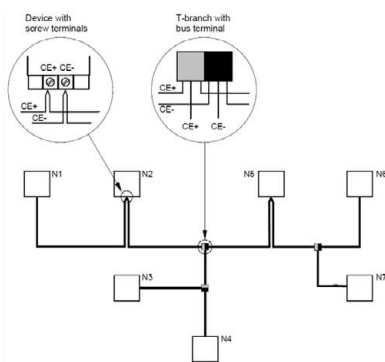 Device with
screw terminals
CE+ CE-
CE+
CE-
T-branch with
bus terminal
CE+
CE-
CE+ CE-
N1
N2
N5
N6
N3
N7
N4